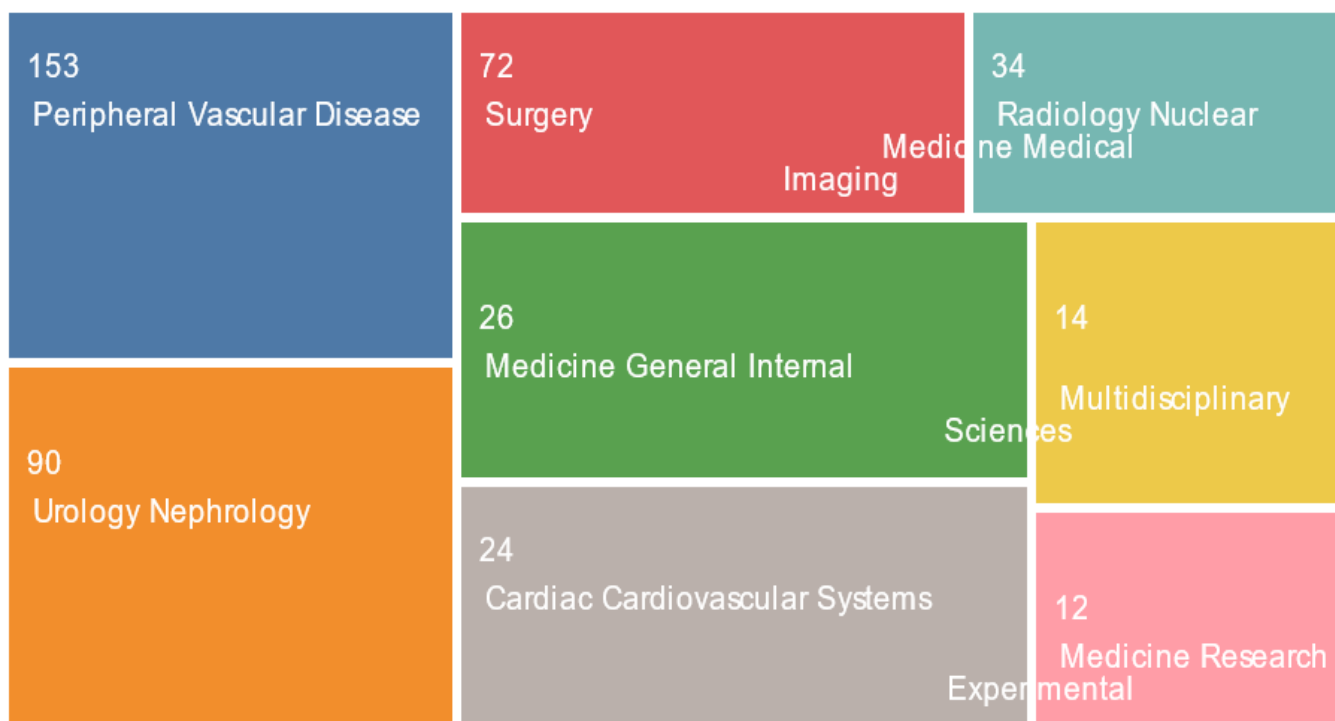 153
Peripheral Vascular Disease
72
Surgery
34
Radiology Nuclear
Medicine Medical
Imaging
26
Medicine General Internal
14
Multidisciplinary
Sciences
90
Urology Nephrology
24
Cardiac Cardiovascular Systems
12
Medicine Research
Experimental